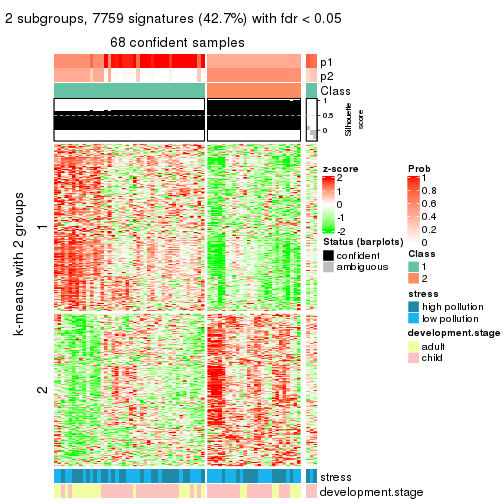 2 subgroups, 7759 signatures (42.7%) with fdr < 0.05
68 confident samples
p1
p2
Class
1
0.5
0
Silhouette
score
k-means with 2 groups
1
2
z-score
2
1
0
-1
-2
Status (barplots)
confident
ambiguous
Prob
1
0.8
0.6
0.4
0.2
0
Class
1
2
stress
high pollution
low pollution
development.stage
adult
child
stress
development.stage